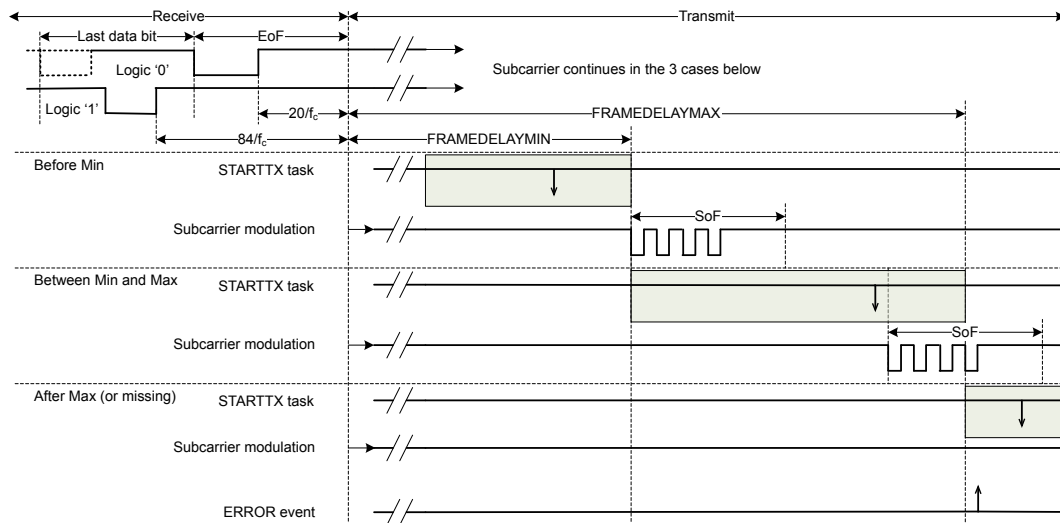 Receive
Transmit
Last data bit
EoF
Logic ‘0’
Subcarrier continues in the 3 cases below
Logic ‘1’
20/fc
FRAMEDELAYMAX
84/fc
FRAMEDELAYMIN
Before Min
STARTTX task
SoF
Subcarrier modulation
Between Min and Max
STARTTX task
SoF
Subcarrier modulation
After Max (or missing)
STARTTX task
Subcarrier modulation
ERROR event